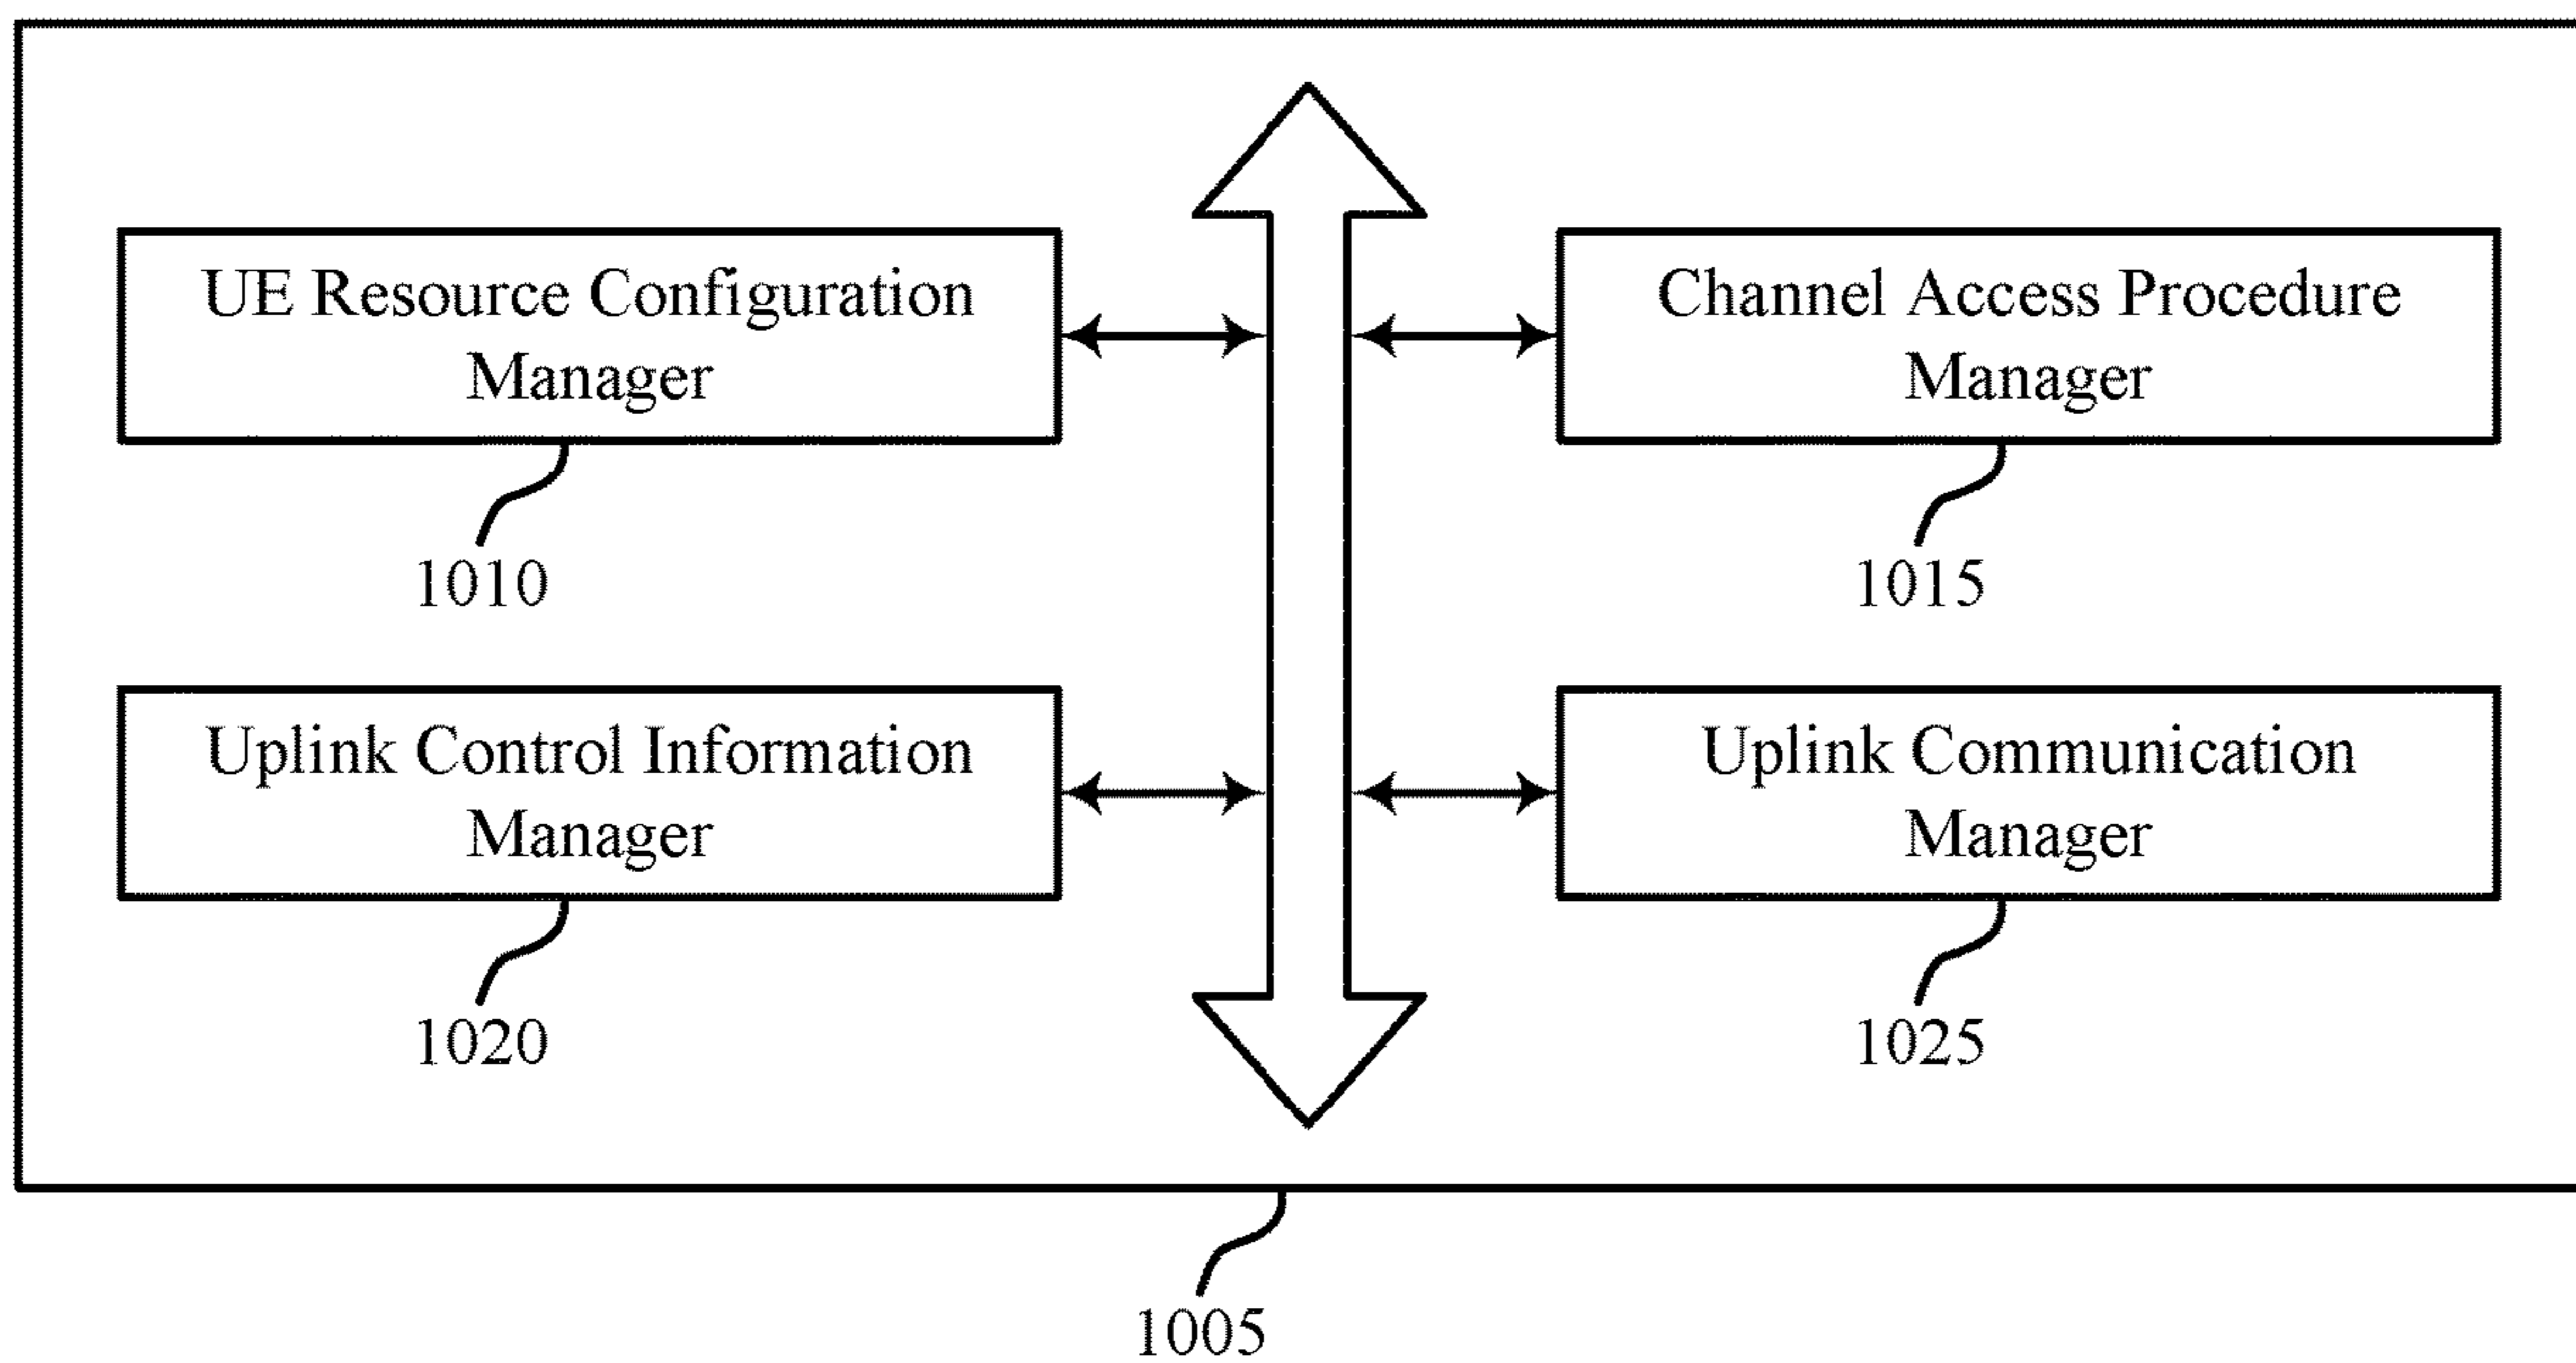 UE Resource Configuration
Manager
1010
Channel Access Procedure
Manager
1015
Uplink Control Information
Manager
1020
Uplink Communication
Manager
1025
1005